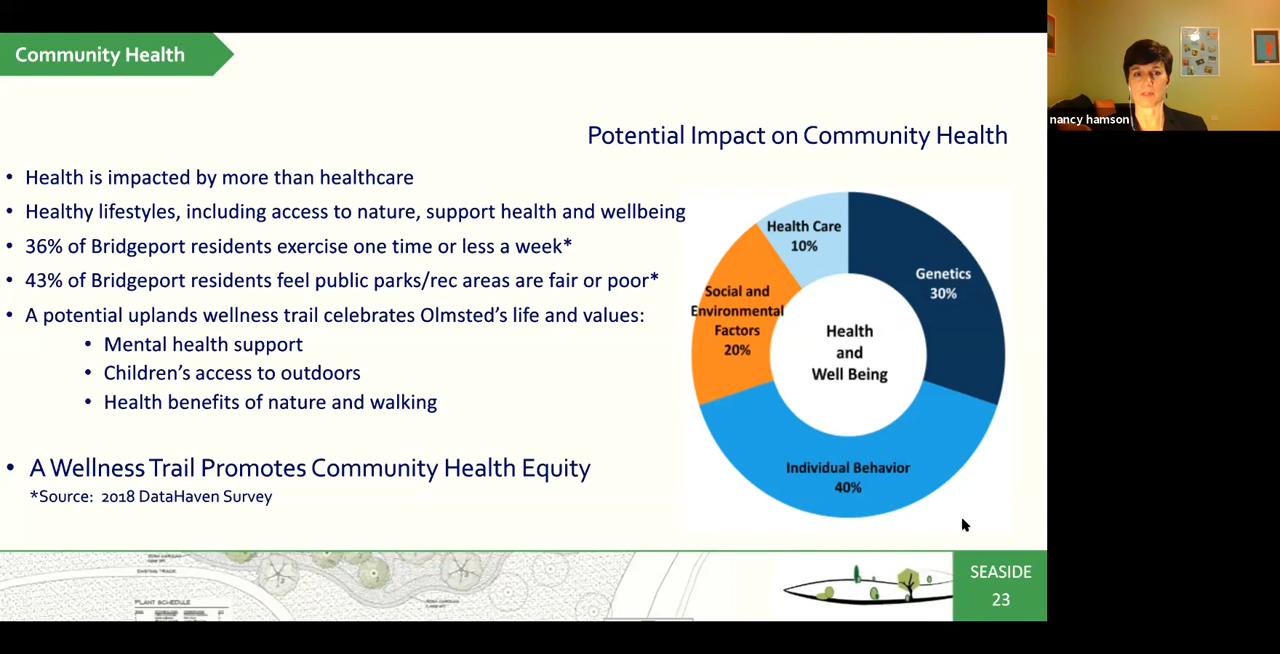 Community Health
nancy hamson
Potential Impact on Community Health
• Health is impacted by more than healthcare
• Healthy lifestyles, including access to nature, support health and wellbeing
• 36% of Bridgeport residents exercise one time or less a week*
• 43% of Bridgeport residents feel public parks/rec areas are fair or poor*
• A potential uplands wellness trail celebrates Olmsted’s life and values:
• Mental health support
• Children’s access to outdoors
• Health benefits of nature and walking
• A Wellness Trail Promotes Community Health Equity
*Source: 2018 DataHaven Survey
Health Care
10%
Genetics
30%
Social and
Environmental
Factors
20%
Health
and
Well Being
Individual Behavior
40%
EXISTING TRACK
PLANT SCHEDULE
SEASIDE
23